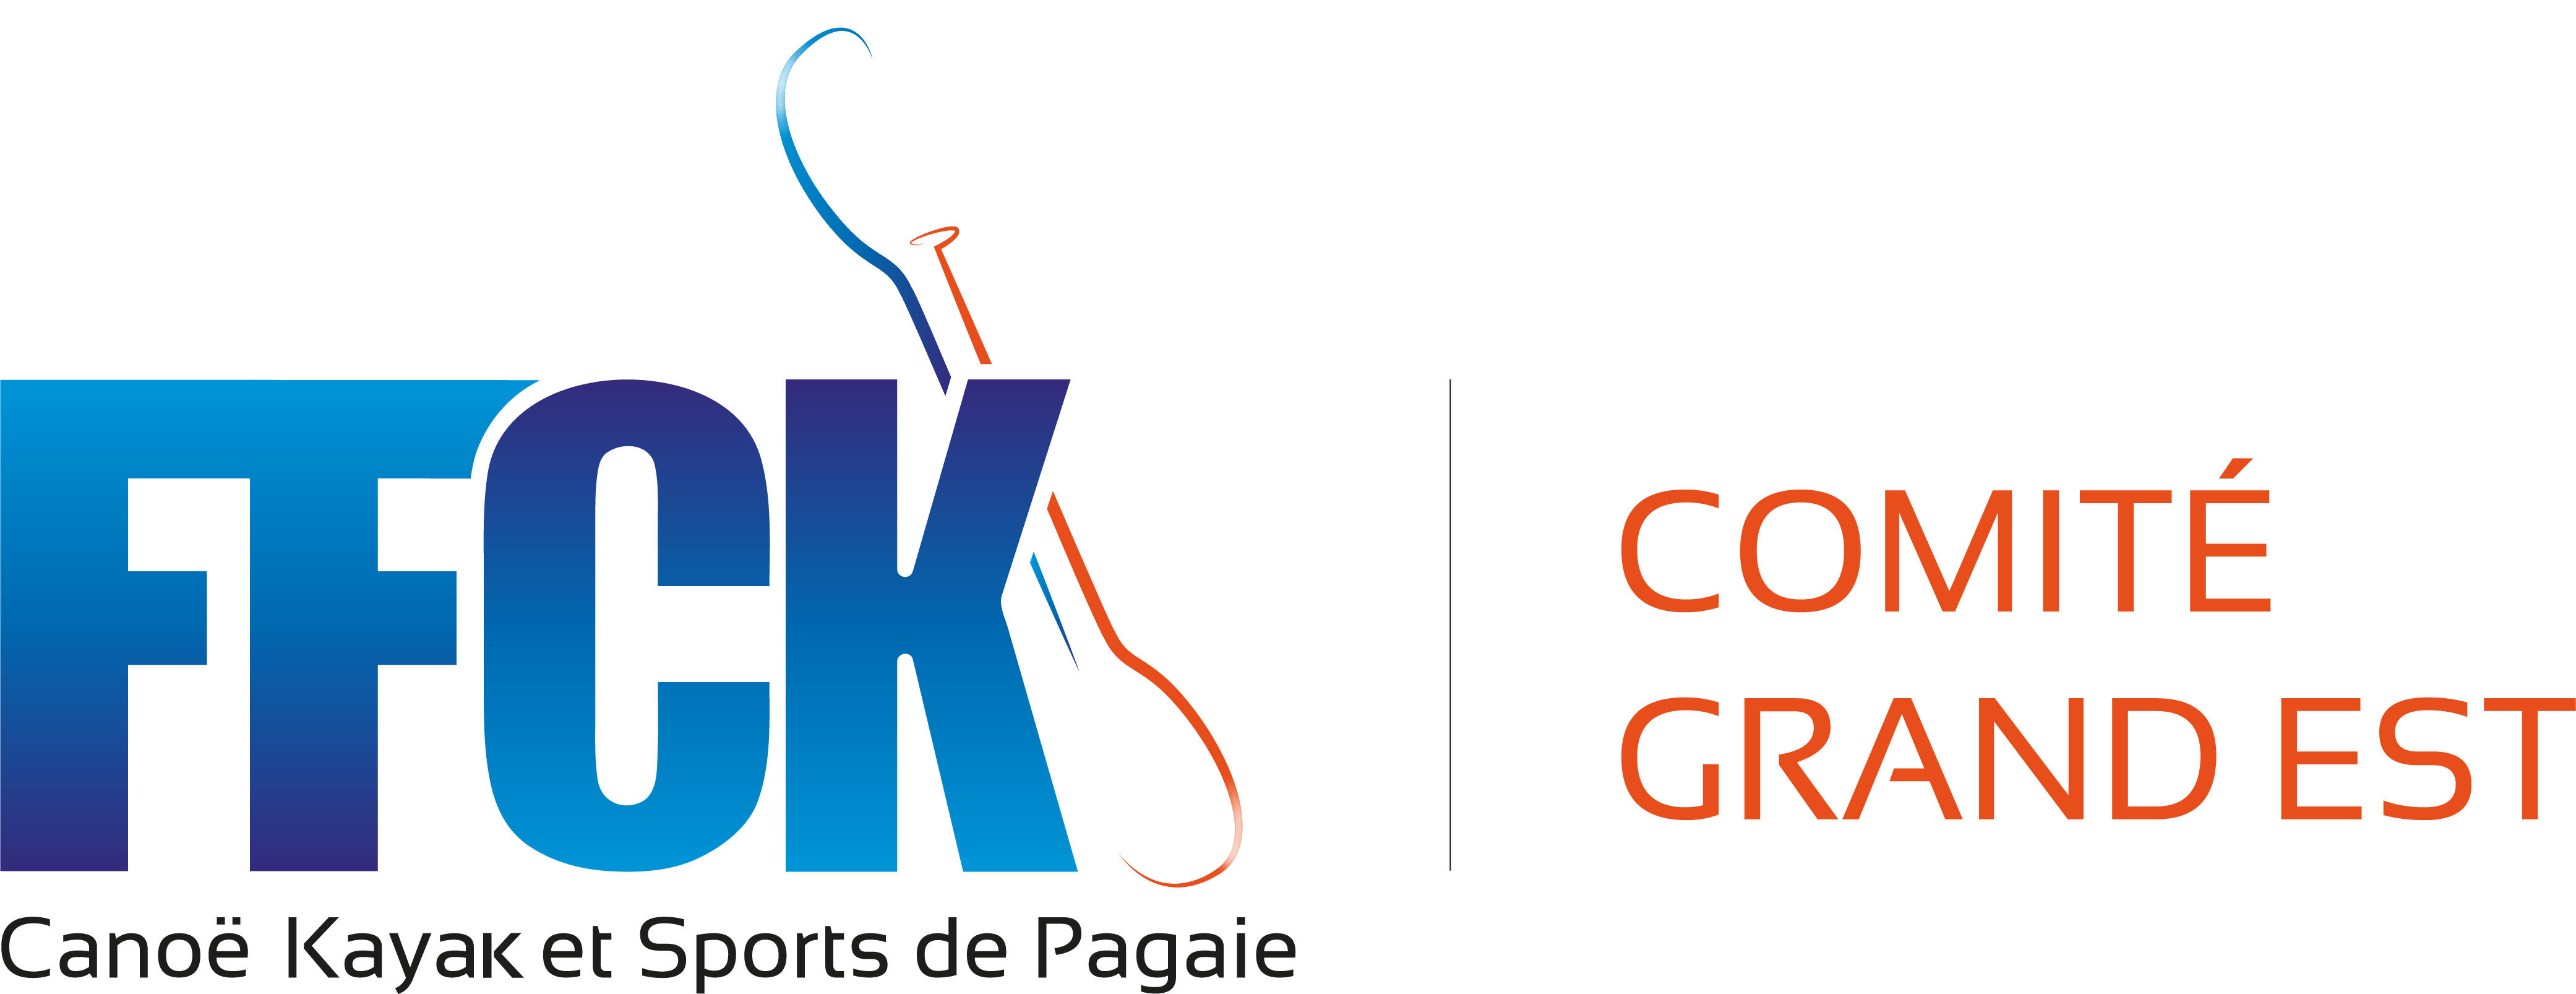 FFCK
Canoë Kayak et Sports de Pagaie
COMITÉ
GRAND EST